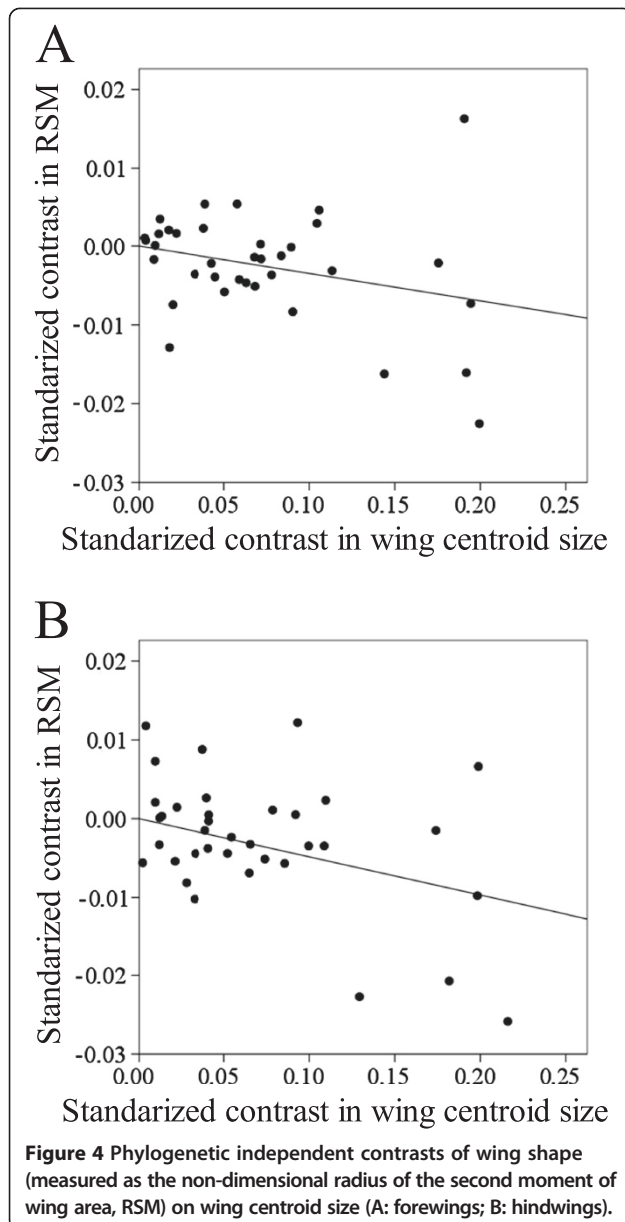 A
0.02
0.01
0.00
-0.01
-0.02
-0.03
Standarized contrast in RSM
0.00 0.05 0.10 0.15 0.20 0.25
Standarized contrast in wing centroid size
B
0.02
0.01
0.00
-0.01
-0.02
-0.03
Standarized contrast in RSM
0.00 0.05 0.10 0.15 0.20 0.25
Standarized contrast in wing centroid size
Figure 4 Phylogenetic independent contrasts of wing shape
(measured as the non-dimensional radius of the second moment of
wing area, RSM) on wing centroid size (A: forewings; B: hindwings).